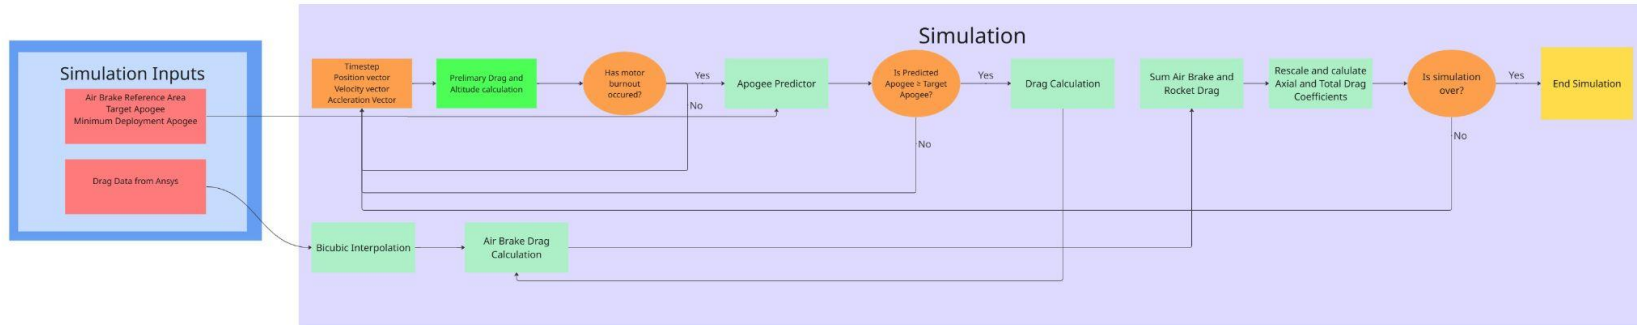 Simulation
Simulation Inputs
Air Brake Reference Area
Target Apogee
Minimum Deployment Apogee
Drag Data from Ansys
Timestep
Position vector
Velocity vector
Accleration Vector
Prelimary Drag and
Altitude calculation
Has motor
burnout
occured?
Yes
No
Apogee Predictor
Is Predicted
Apogee ≥ Target
Apogee?
Yes
No
Drag Calculation
Sum Air Brake and
Rocket Drag
Rescale and calulate
Axial and Total Drag
Coefficients
Is simulation
over?
Yes
No
End Simulation
Bicubic Interpolation
Air Brake Drag
Calculation